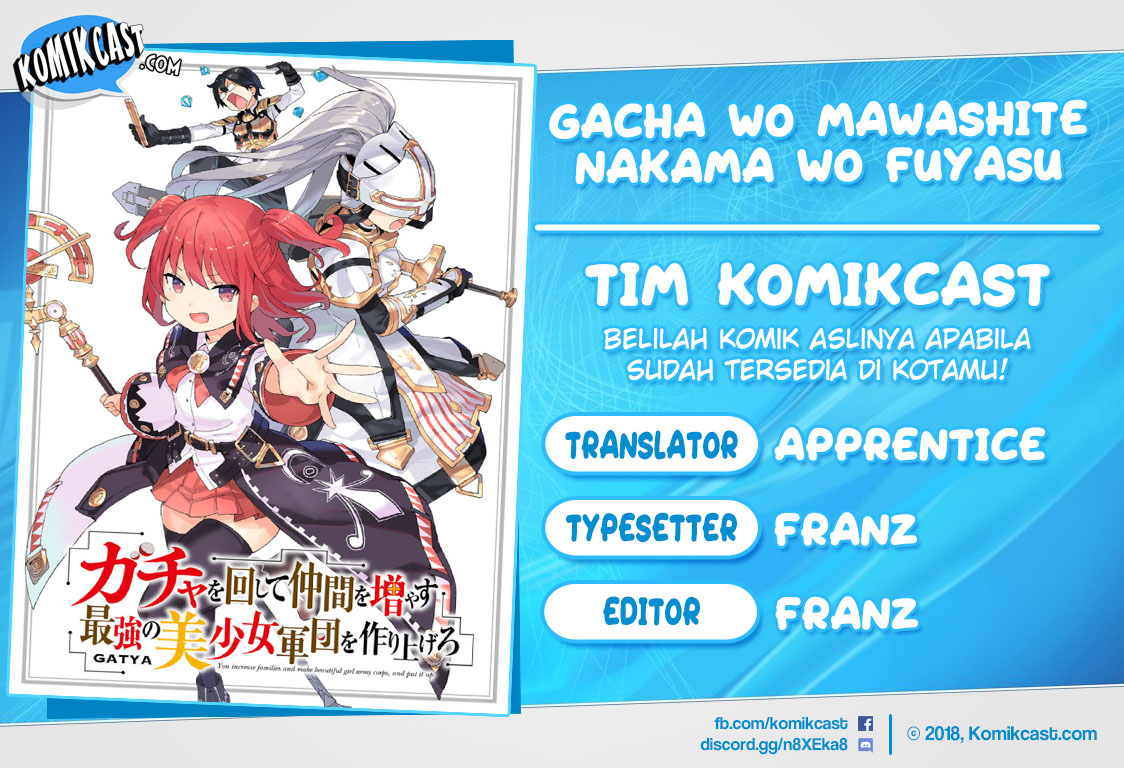 KOMIKCAST
.COM
GACHA WO MAWASHITE
NAKAMA WO FUYASU
TIM KOMIKCAST
BELILAH KOMIK ASLINYA APABILA
SUDAH TERSEDIA DI KOTAMU!
TRANSLATOR APPRENTICE
TYPESETTER FRANZ
EDITOR FRANZ
ガチャを回して仲間を増やす
最強の美少女軍団を作り上げろ
GATYA
You increase families and make beautiful girl army corps, and put it up
fb.com/komikcast
discord.gg/n8XEka8
© 2018, Komikcast.com